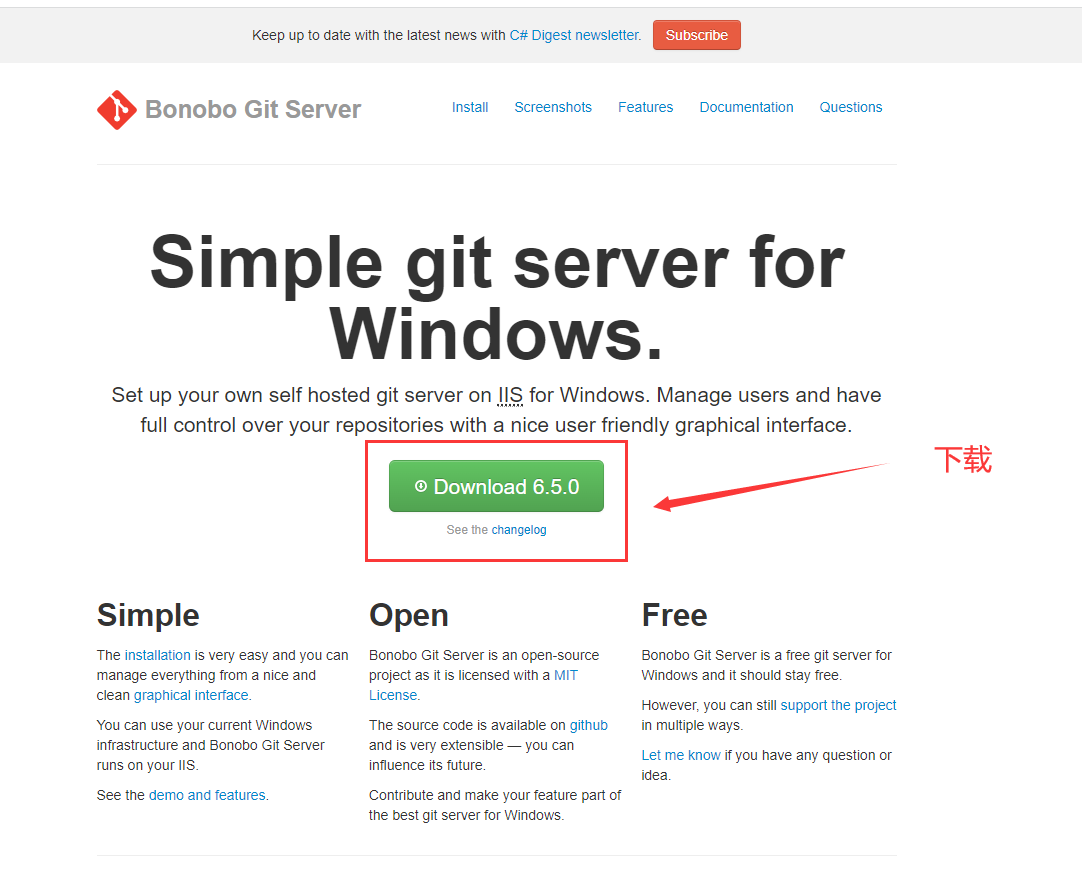 Keep up to date with the latest news with C# Digest newsletter. Subscribe
Bonobo Git Server Install Screenshots Features Documentation Questions
Simple git server for
Windows.
Set up your own self hosted git server on IIS for Windows. Manage users and have
full control over your repositories with a nice user friendly graphical interface.
下载
Download 6.5.0
See the changelog
Simple
The installation is very easy and you can
manage everything from a nice and
clean graphical interface.
You can use your current Windows
infrastructure and Bonobo Git Server
runs on your IIS.
See the demo and features.
Open
Bonobo Git Server is an open-source
project as it is licensed with a MIT
License.
The source code is available on github
and is very extensible — you can
influence its future.
Contribute and make your feature part of
the best git server for Windows.
Free
Bonobo Git Server is a free git server for
Windows and it should stay free.
However, you can still support the project
in multiple ways.
Let me know if you have any question or
idea.